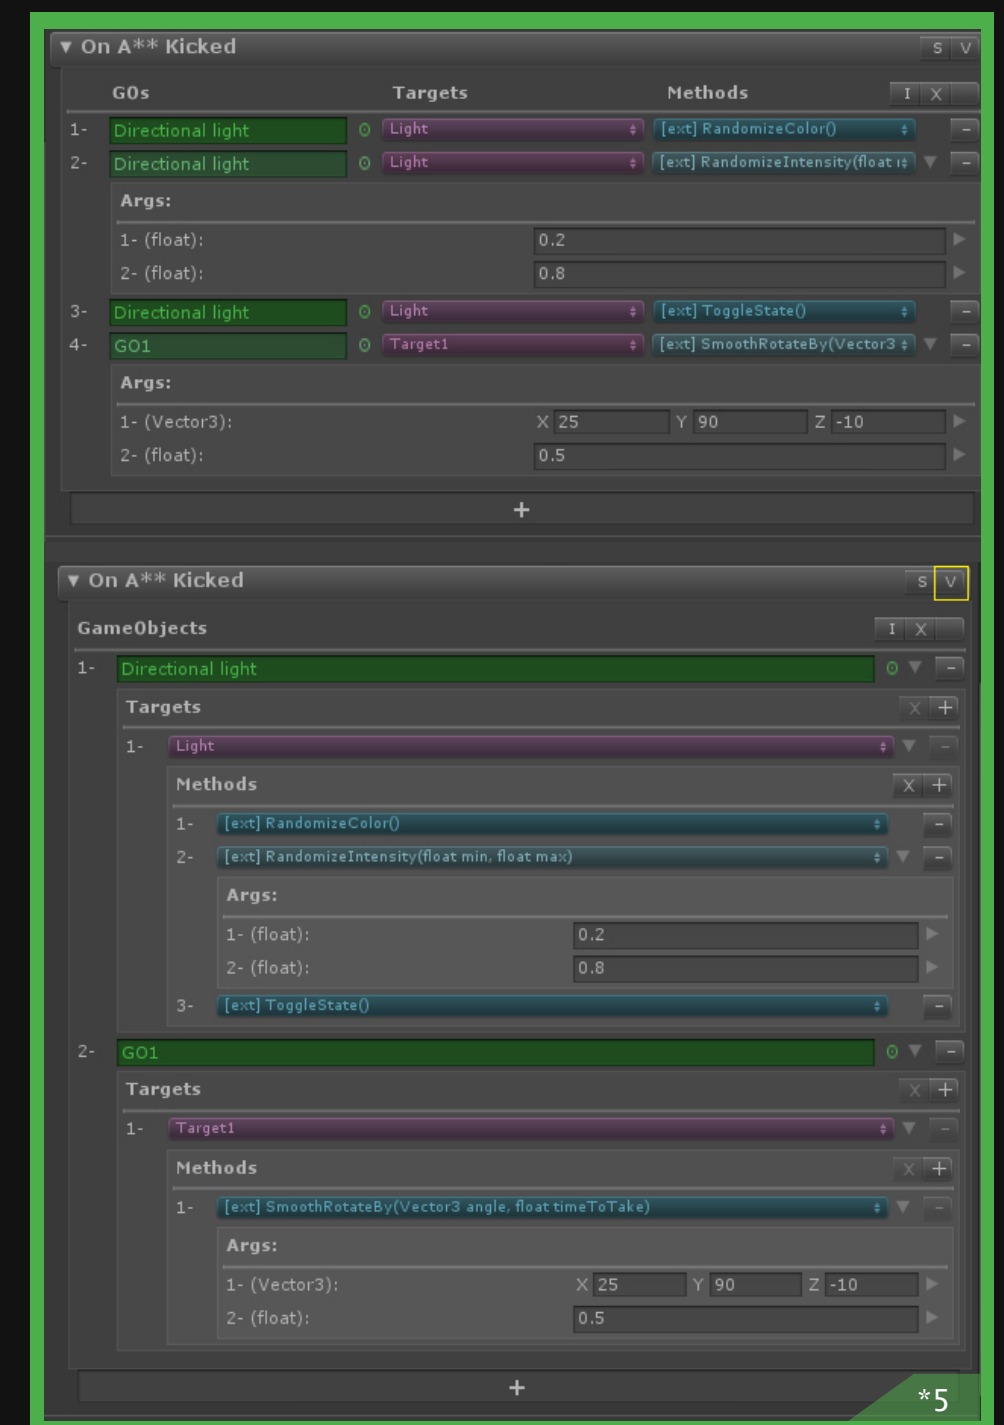 ▼ On A** Kicked S V
GOs Targets Methods I X
1- Directional light Light [ext] RandomizeColor() -
2- Directional light Light [ext] RandomizeIntensity(float -
Args:
1- (float): 0.2
2- (float): 0.8
3- Directional light Light [ext] ToggleState() -
4- GO1 Target1 [ext] SmoothRotateBy(Vector3 -
Args:
1- (Vector3): X 25 Y 90 Z -10
2- (float): 0.5
+
▼ On A** Kicked S V
GameObjects I X
1- Directional light -
Targets X +
1- Light -
Methods X +
1- [ext] RandomizeColor() -
2- [ext] RandomizeIntensity(float min, float max) -
Args:
1- (float): 0.2
2- (float): 0.8
3- [ext] ToggleState() -
2- GO1 -
Targets X +
1- Target1 -
Methods X +
1- [ext] SmoothRotateBy(Vector3 angle, float timeToTake) -
Args:
1- (Vector3): X 25 Y 90 Z -10
2- (float): 0.5
+
*5